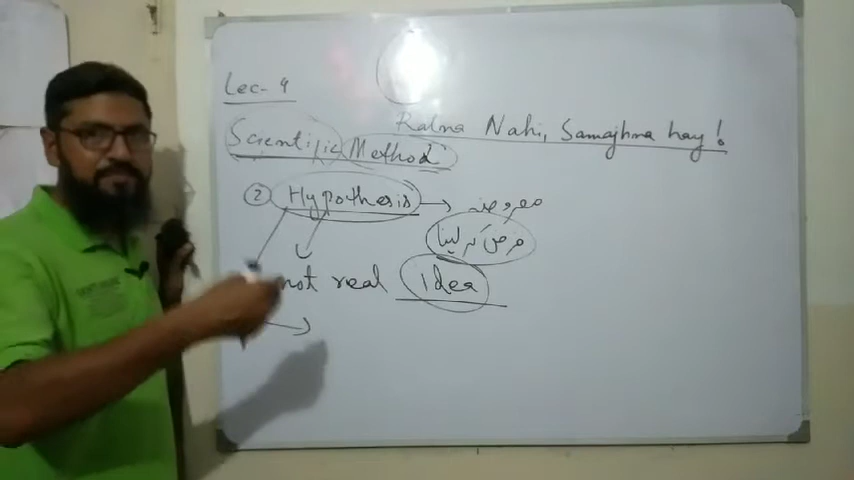 Lec- 4
Ratna Nahi, Samajhna hay!
Scientific Method
② Hypothesis → مفروضہ
فرض کر لینا
not real idea